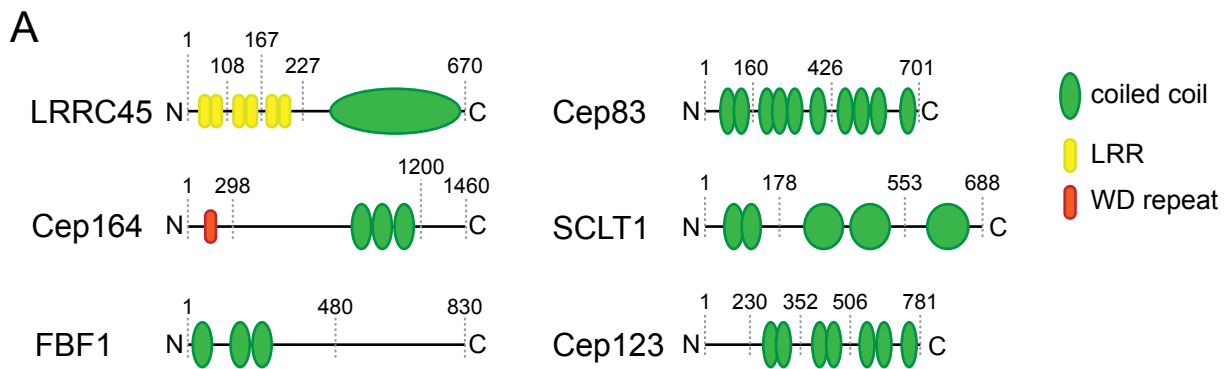 A
LRRC45 N 1 108 167 227 670 C
Cep164 N 1 298 1200 1460 C
FBF1 N 1 480 830 C
Cep83 N 1 160 426 701 C
SCLT1 N 1 178 553 688 C
Cep123 N 1 230 352 506 781 C
coiled coil
LRR
WD repeat